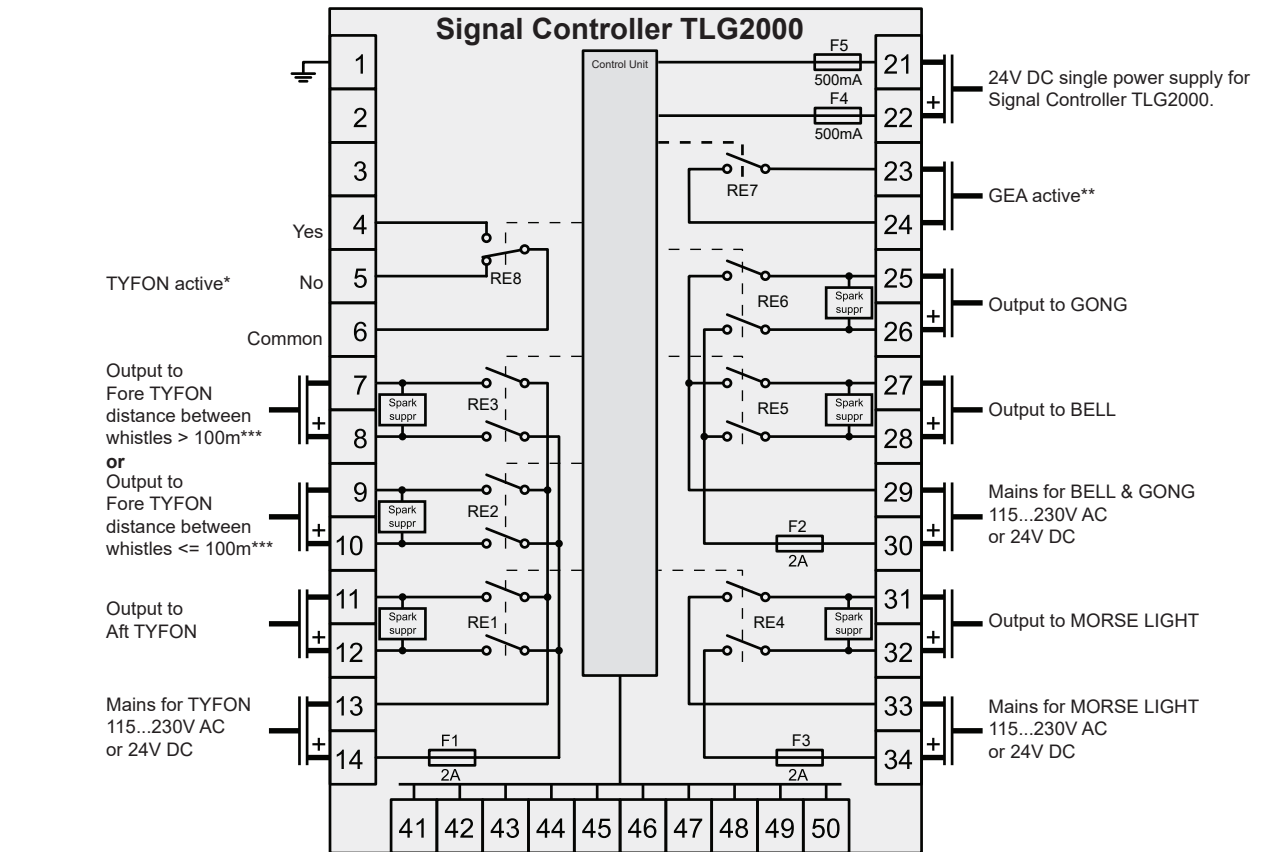 Signal Controller TLG2000
Control Unit
1
2
3
4
5
6
7
8
9
10
11
12
13
14
Yes
TYFON active* No
Common
Output to
Fore TYFON
distance between
whistles > 100m***
or
Output to
Fore TYFON
distance between
whistles <= 100m***
Output to
Aft TYFON
Mains for TYFON
115...230V AC
or 24V DC
+
+
+
+
RE8
Spark
suppr
RE3
Spark
suppr
RE2
Spark
suppr
RE1
F1
2A
F5
500mA
F4
500mA
RE7
RE6
Spark
suppr
RE5
Spark
suppr
F2
2A
RE4
Spark
suppr
F3
2A
21
22
23
24
25
26
27
28
29
30
31
32
33
34
+
+
+
+
+
+
24V DC single power supply for
Signal Controller TLG2000.
GEA active**
Output to GONG
Output to BELL
Mains for BELL & GONG
115...230V AC
or 24V DC
Output to MORSE LIGHT
Mains for MORSE LIGHT
115...230V AC
or 24V DC
41 42 43 44 45 46 47 48 49 50